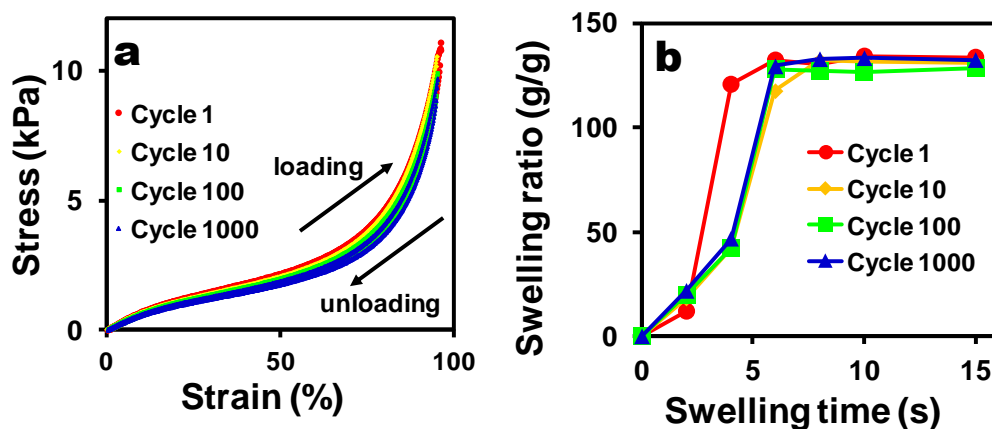 a
Stress (kPa)
10
5
0
Cycle 1
Cycle 10
Cycle 100
Cycle 1000
loading
unloading
0
50
100
Strain (%)
b
Swelling ratio (g/g)
150
100
50
0
Cycle 1
Cycle 10
Cycle 100
Cycle 1000
0
5
10
15
Swelling time (s)